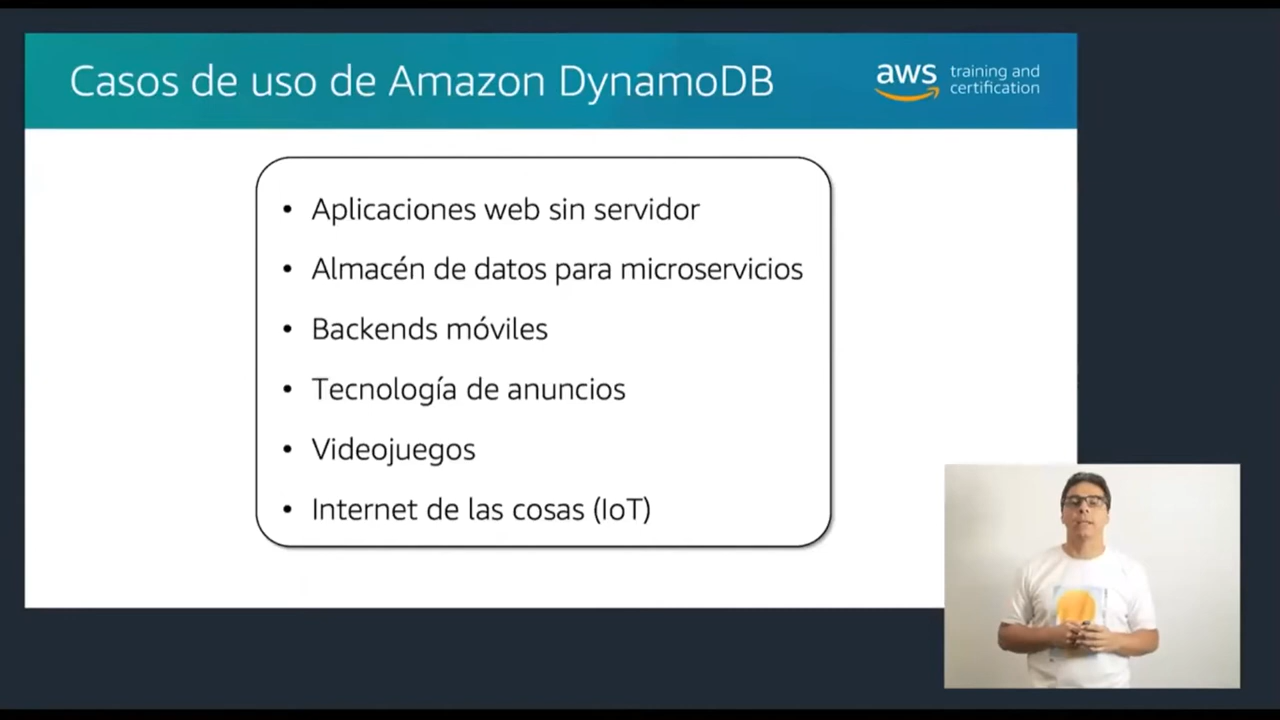 Casos de uso de Amazon DynamoDB
aws training and
certification
• Aplicaciones web sin servidor
• Almacén de datos para microservicios
• Backends móviles
• Tecnología de anuncios
• Videojuegos
• Internet de las cosas (IoT)